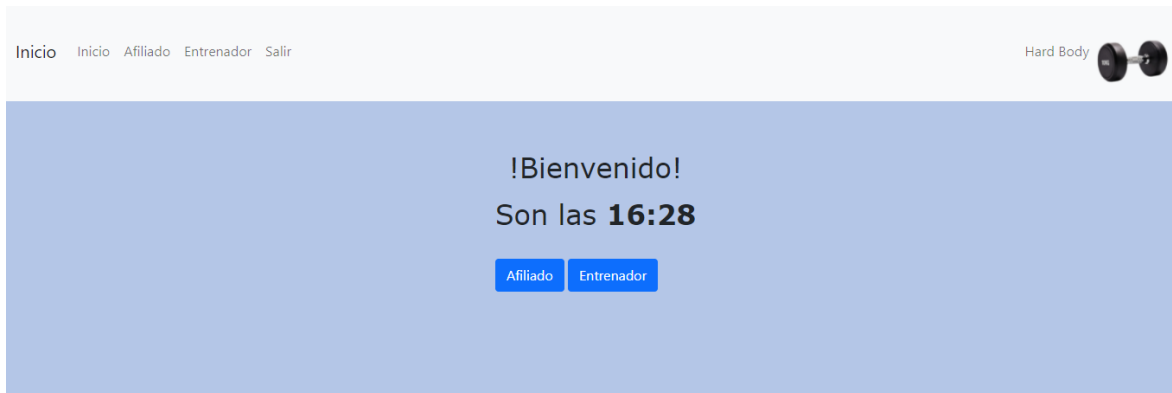 Inicio Inicio Afiliado Entrenador Salir Hard Body
!Bienvenido!
Son las 16:28
Afiliado Entrenador